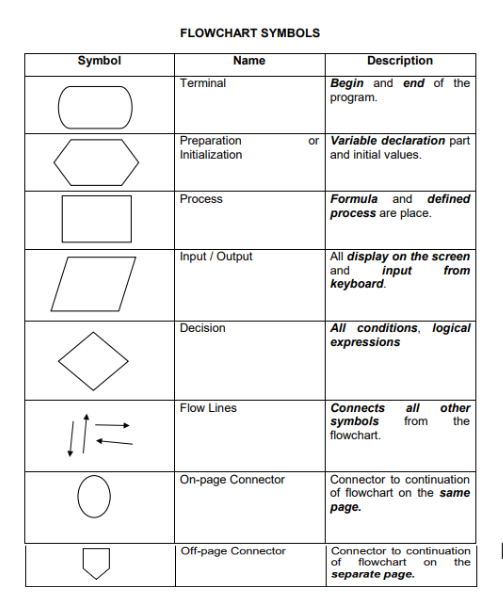 FLOWCHART SYMBOLS
Symbol Name Description
Terminal
Begin and end of the
program.
Preparation or
Initialization
Variable declaration part
and initial values.
Process
Formula and defined
process are place.
Input / Output
All display on the screen
and input from
keyboard.
Decision
All conditions, logical
expressions
Flow Lines
Connects all other
symbols from the
flowchart.
On-page Connector
Connector to continuation
of flowchart on the same
page.
Off-page Connector
Connector to continuation
of flowchart on the
separate page.